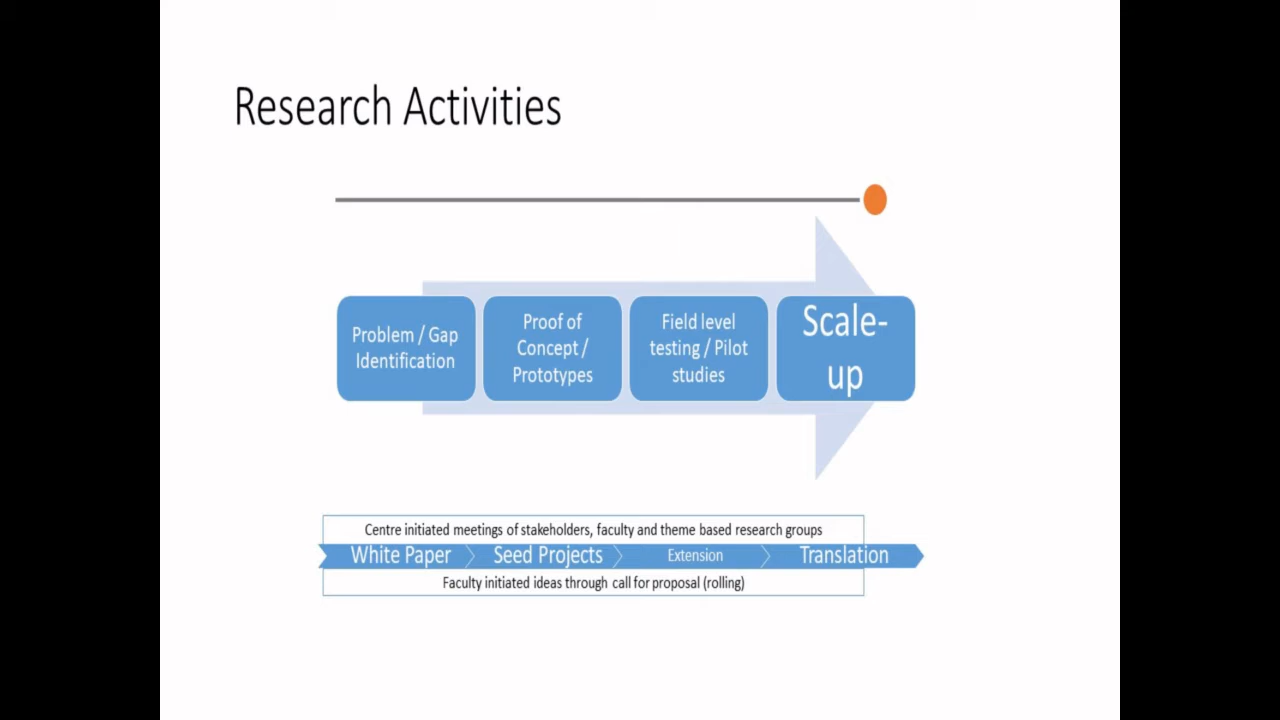 Research Activities
Problem / Gap
Identification
Proof of
Concept /
Prototypes
Field level
testing / Pilot
studies
Scale-
up
Centre initiated meetings of stakeholders, faculty and theme based research groups
White Paper
Seed Projects
Extension
Translation
Faculty initiated ideas through call for proposal (rolling)